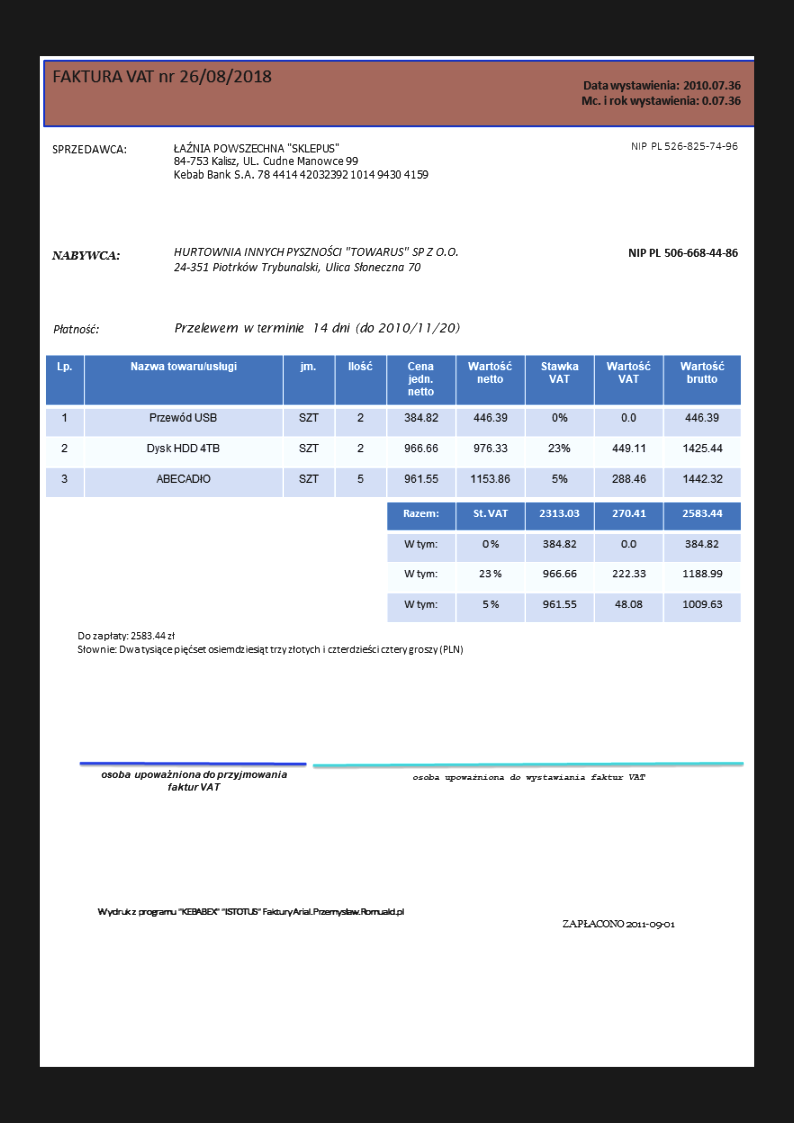 FAKTURA VAT nr 26/08/2018
Data wystawienia: 2010.07.36
Mc. i rok wystawienia: 0.07.36
SPRZEDAWCA: ŁAŹNIA POWSZECHNA "SKLEPUS" NIP PL 526-825-74-96
84-753 Kalisz, UL. Cudne Manowce 99
Kebab Bank S.A. 78 4414 42032392 1014 9430 4159
NABYWCA: HURTOWNIA INNYCH PYSZNOŚCI "TOWARUS" SP Z O.O. NIP PL 506-668-44-86
24-351 Piotrków Trybunalski, Ulica Słoneczna 70
Płatność: Przelewem w terminie 14 dni (do 2010/11/20)
Lp. Nazwa towaru/usługi jm. Ilość Cena jedn. netto Wartość netto Stawka VAT Wartość VAT Wartość brutto
1 Przewód USB SZT 2 384.82 446.39 0% 0.0 446.39
2 Dysk HDD 4TB SZT 2 966.66 976.33 23% 449.11 1425.44
3 ABECADŁO SZT 5 961.55 1153.86 5% 288.46 1442.32
Razem: St. VAT 2313.03 270.41 2583.44
W tym: 0% 384.82 0.0 384.82
W tym: 23% 966.66 222.33 1188.99
W tym: 5% 961.55 48.08 1009.63
Do zapłaty: 2583.44 zł
Słownie: Dwa tysiące pięćset osiemdziesiąt trzy złotych i czterdzieści cztery groszy (PLN)
osoba upoważniona do przyjmowania
faktur VAT
osoba upoważniona do wystawiania faktur VAT
Wydruk z programu "KEBABEX" "ISTOTUS" Faktury Arial.Przemysław.Romuald.pl
ZAPŁACONO 2011-09-01